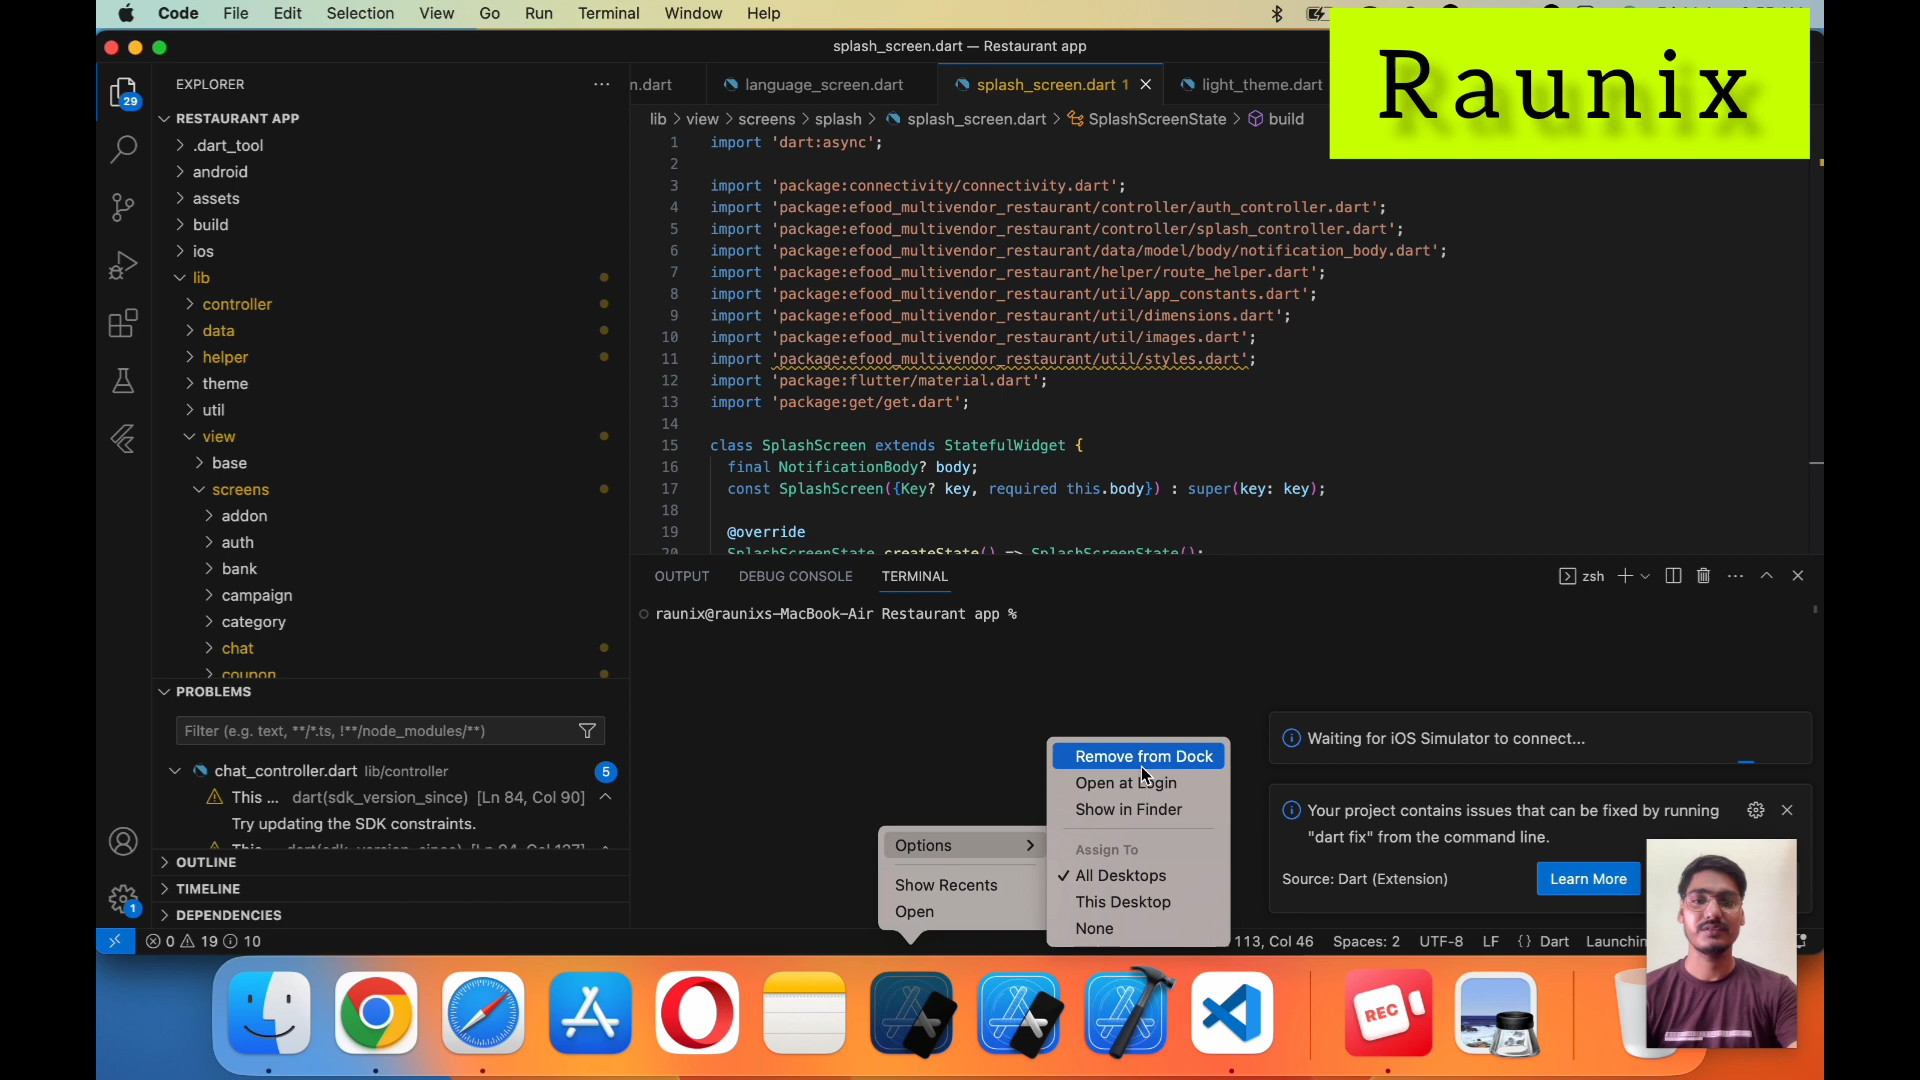 Code File Edit Selection View Go Run Terminal Window Help
splash_screen.dart — Restaurant app
Raunix
EXPLORER
n.dart language_screen.dart splash_screen.dart 1 light_theme.dart
lib > view > screens > splash > splash_screen.dart > SplashScreenState > build
29
RESTAURANT APP
.dart_tool
android
assets
build
ios
lib
controller
data
helper
theme
util
view
base
screens
addon
auth
bank
campaign
category
chat
coupon
1 import 'dart:async';
2
3 import 'package:connectivity/connectivity.dart';
4 import 'package:efood_multivendor_restaurant/controller/auth_controller.dart';
5 import 'package:efood_multivendor_restaurant/controller/splash_controller.dart';
6 import 'package:efood_multivendor_restaurant/data/model/body/notification_body.dart';
7 import 'package:efood_multivendor_restaurant/helper/route_helper.dart';
8 import 'package:efood_multivendor_restaurant/util/app_constants.dart';
9 import 'package:efood_multivendor_restaurant/util/dimensions.dart';
10 import 'package:efood_multivendor_restaurant/util/images.dart';
11 import 'package:efood_multivendor_restaurant/util/styles.dart';
12 import 'package:flutter/material.dart';
13 import 'package:get/get.dart';
14
15 class SplashScreen extends StatefulWidget {
16 final NotificationBody? body;
17 const SplashScreen({Key? key, required this.body}) : super(key: key);
18
19 @override
20 SplashScreenState createState() => SplashScreenState();
OUTPUT DEBUG CONSOLE TERMINAL
zsh
raunix@raunixs-MacBook-Air Restaurant app %
PROBLEMS
Filter (e.g. text, **/*.ts, !**/node_modules/**)
chat_controller.dart lib/controller 5
This ... dart(sdk_version_since) [Ln 84, Col 90]
Try updating the SDK constraints.
OUTLINE
TIMELINE
DEPENDENCIES
1
Options
Show Recents
Open
Remove from Dock
Open at Login
Show in Finder
Assign To
✓ All Desktops
This Desktop
None
Waiting for iOS Simulator to connect...
Your project contains issues that can be fixed by running
"dart fix" from the command line.
Source: Dart (Extension)
Learn More
0 19 10
113, Col 46 Spaces: 2 UTF-8 LF {} Dart Launchin
REC